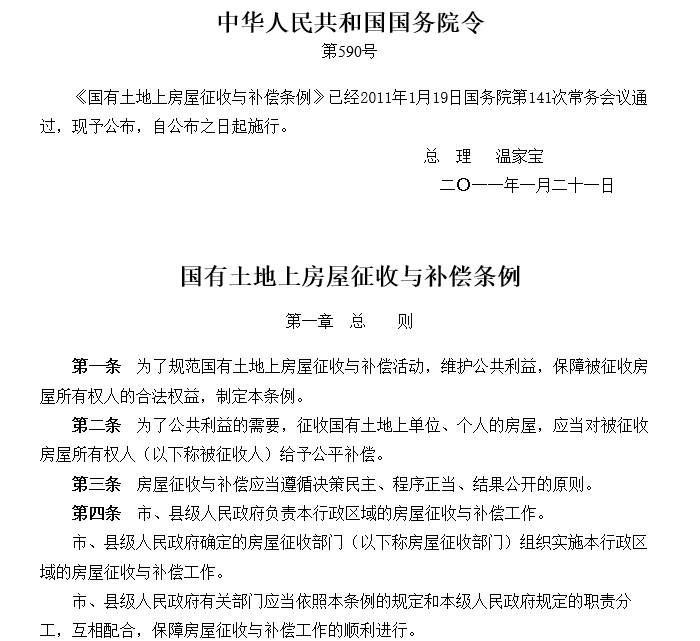 中华人民共和国国务院令
第590号
《国有土地上房屋征收与补偿条例》已经2011年1月19日国务院第141次常务会议通
过，现予公布，自公布之日起施行。
总　理　 温家宝
二〇一一年一月二十一日
国有土地上房屋征收与补偿条例
第一章　总　　则
第一条　为了规范国有土地上房屋征收与补偿活动，维护公共利益，保障被征收房
屋所有权人的合法权益，制定本条例。
第二条　为了公共利益的需要，征收国有土地上单位、个人的房屋，应当对被征收
房屋所有权人（以下称被征收人）给予公平补偿。
第三条　房屋征收与补偿应当遵循决策民主、程序正当、结果公开的原则。
第四条　市、县级人民政府负责本行政区域的房屋征收与补偿工作。
市、县级人民政府确定的房屋征收部门（以下称房屋征收部门）组织实施本行政区
域的房屋征收与补偿工作。
市、县级人民政府有关部门应当依照本条例的规定和本级人民政府规定的职责分
工，互相配合，保障房屋征收与补偿工作的顺利进行。